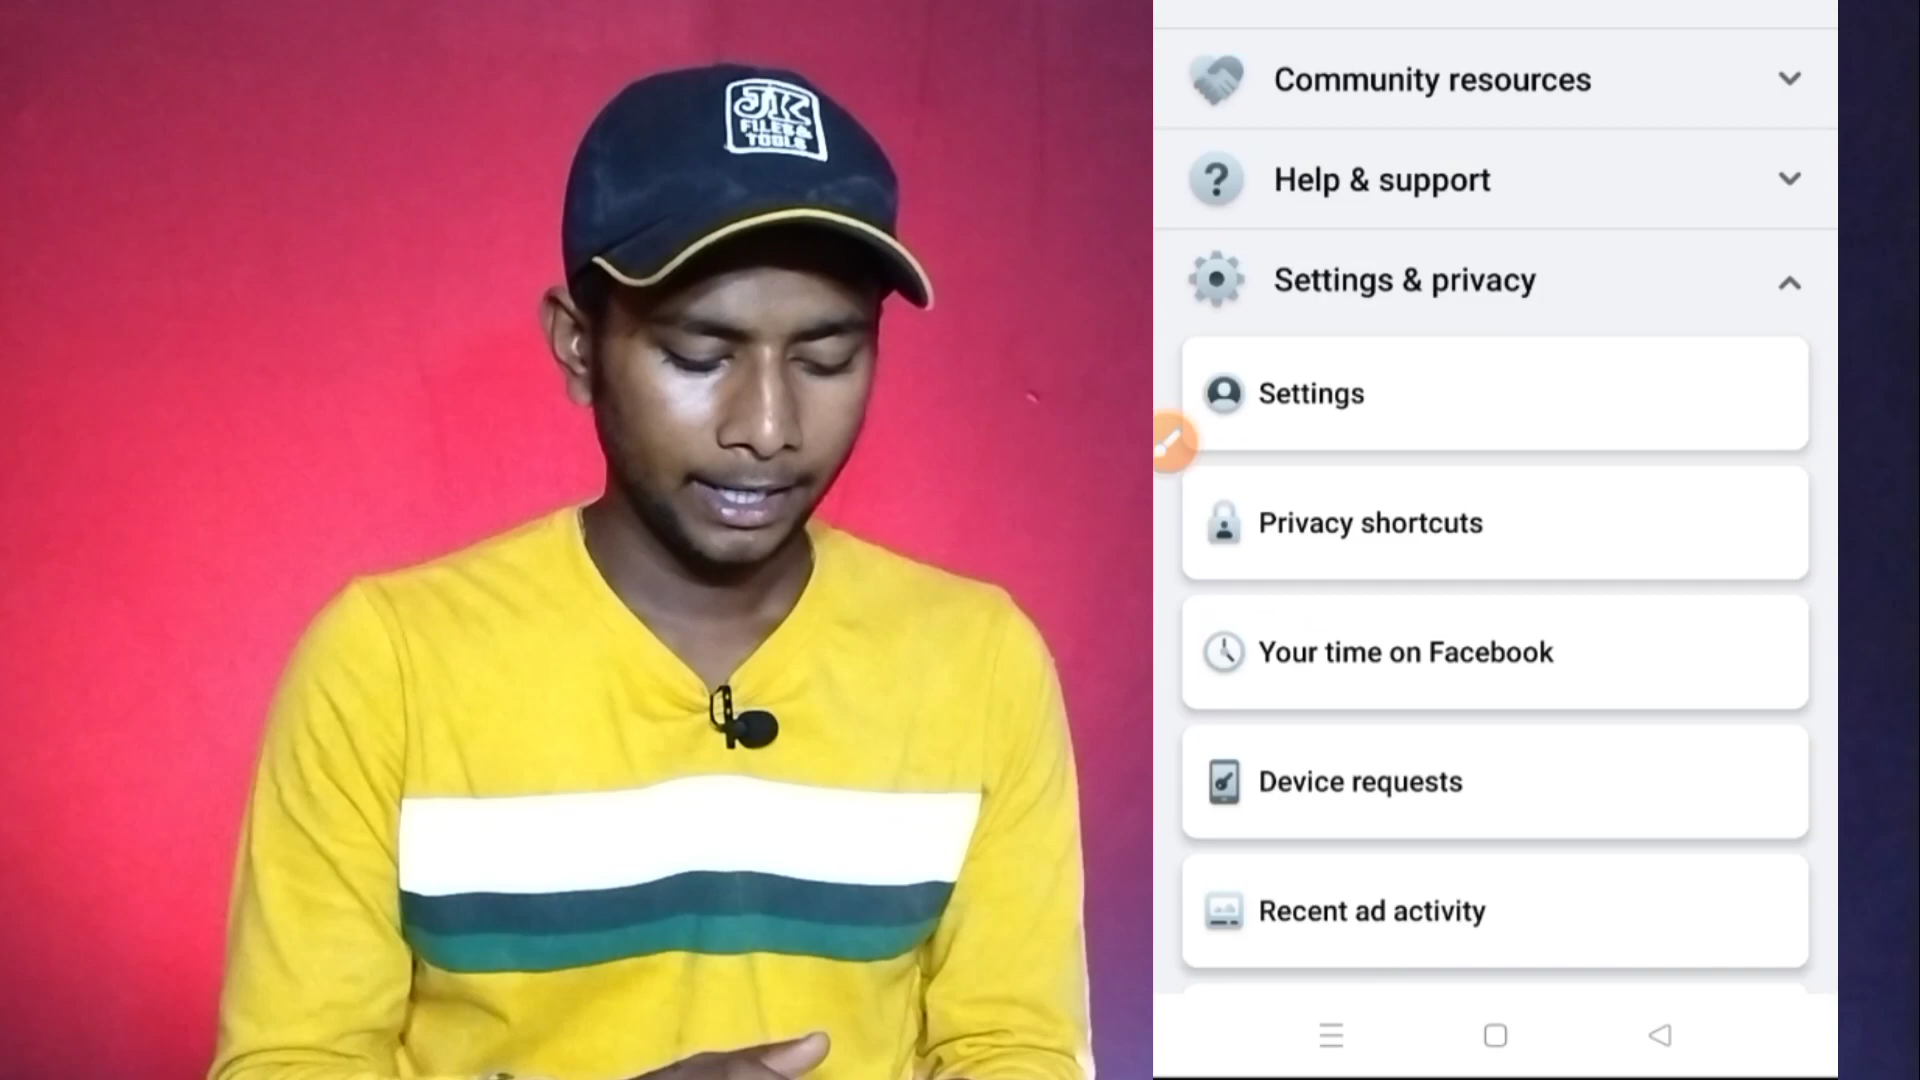 JK
FILES &
TOOLS
Community resources
Help & support
Settings & privacy
Settings
Privacy shortcuts
Your time on Facebook
Device requests
Recent ad activity